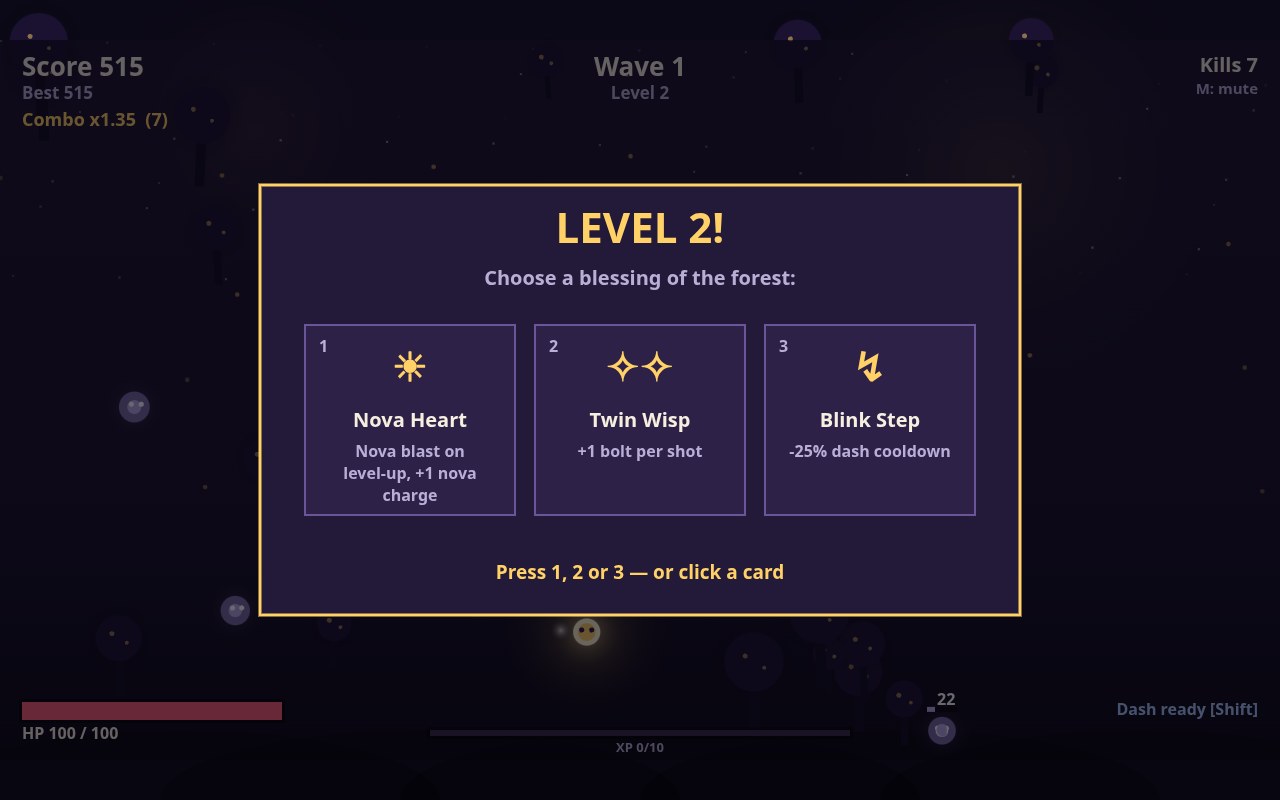 Score 515
Best 515
Combo x1.35 (7)
Wave 1
Level 2
Kills 7
M: mute
LEVEL 2!
Choose a blessing of the forest:
1
Nova Heart
Nova blast on
level-up, +1 nova
charge
2
Twin Wisp
+1 bolt per shot
3
Blink Step
-25% dash cooldown
Press 1, 2 or 3 — or click a card
22
HP 100 / 100
XP 0/10
Dash ready [Shift]